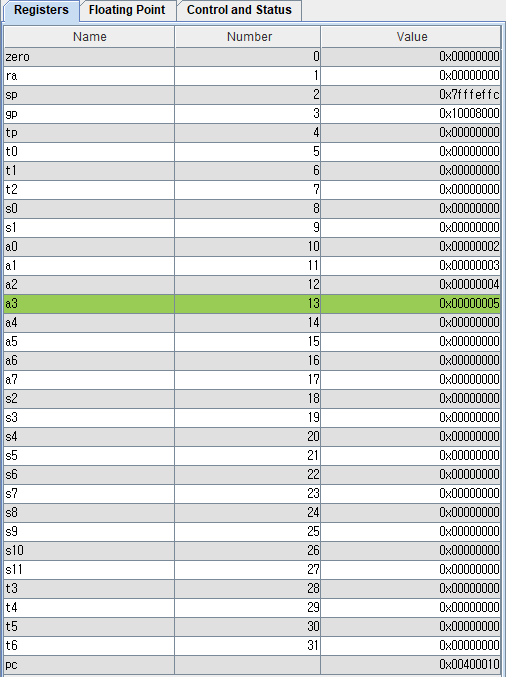 Registers Floating Point Control and Status
Name Number Value
zero 0 0x00000000
ra 1 0x00000000
sp 2 0x7fffeffc
gp 3 0x10008000
tp 4 0x00000000
t0 5 0x00000000
t1 6 0x00000000
t2 7 0x00000000
s0 8 0x00000000
s1 9 0x00000000
a0 10 0x00000002
a1 11 0x00000003
a2 12 0x00000004
a3 13 0x00000005
a4 14 0x00000000
a5 15 0x00000000
a6 16 0x00000000
a7 17 0x00000000
s2 18 0x00000000
s3 19 0x00000000
s4 20 0x00000000
s5 21 0x00000000
s6 22 0x00000000
s7 23 0x00000000
s8 24 0x00000000
s9 25 0x00000000
s10 26 0x00000000
s11 27 0x00000000
t3 28 0x00000000
t4 29 0x00000000
t5 30 0x00000000
t6 31 0x00000000
pc 0x00400010